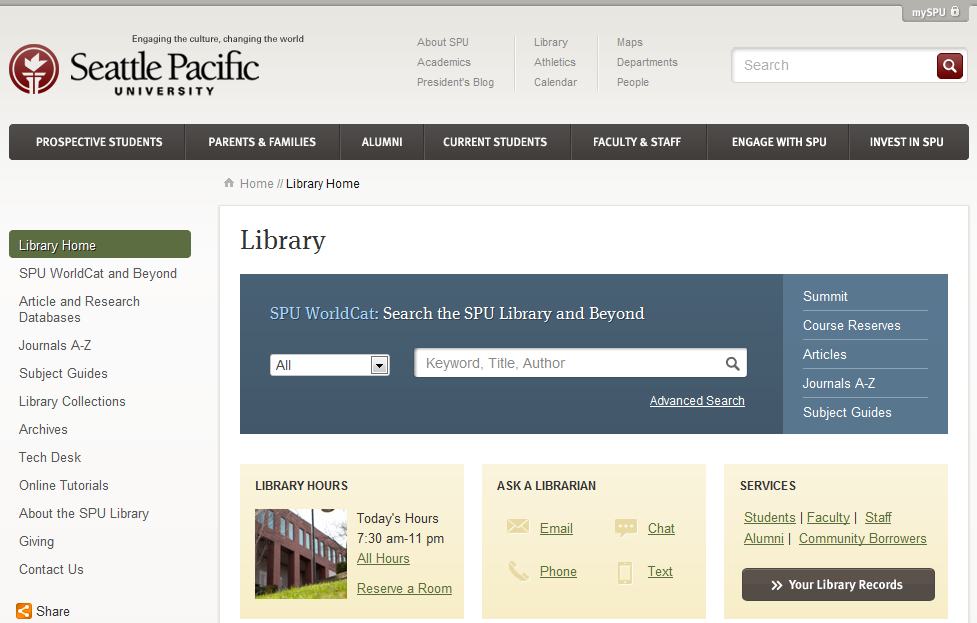 mySPU
Engaging the culture, changing the world
Seattle Pacific
UNIVERSITY
About SPU
Academics
President's Blog
Library
Athletics
Calendar
Maps
Departments
People
Search
PROSPECTIVE STUDENTS
PARENTS & FAMILIES
ALUMNI
CURRENT STUDENTS
FACULTY & STAFF
ENGAGE WITH SPU
INVEST IN SPU
Home // Library Home
Library Home
SPU WorldCat and Beyond
Article and Research
Databases
Journals A-Z
Subject Guides
Library Collections
Archives
Tech Desk
Online Tutorials
About the SPU Library
Giving
Contact Us
Share
Library
SPU WorldCat: Search the SPU Library and Beyond
All
Keyword, Title, Author
Advanced Search
Summit
Course Reserves
Articles
Journals A-Z
Subject Guides
LIBRARY HOURS
Today's Hours
7:30 am-11 pm
All Hours
Reserve a Room
ASK A LIBRARIAN
Email
Chat
Phone
Text
SERVICES
Students | Faculty | Staff
Alumni | Community Borrowers
Your Library Records